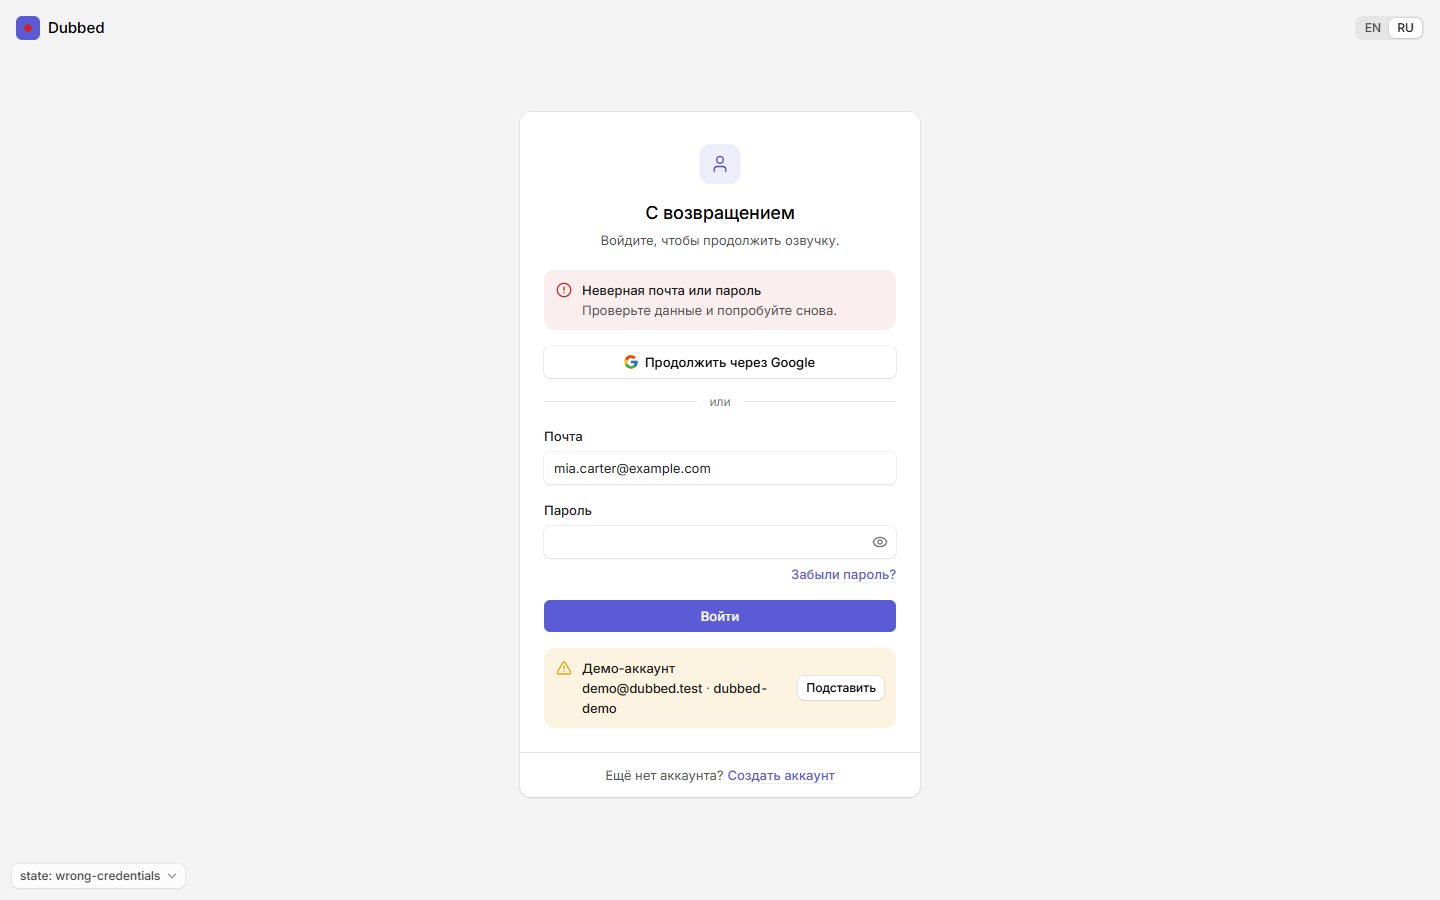 Dubbed
EN RU
С возвращением
Войдите, чтобы продолжить озвучку.
Неверная почта или пароль
Проверьте данные и попробуйте снова.
Продолжить через Google
или
Почта
mia.carter@example.com
Пароль
Забыли пароль?
Войти
Демо-аккаунт
demo@dubbed.test · dubbed-
demo
Подставить
Ещё нет аккаунта? Создать аккаунт
state: wrong-credentials